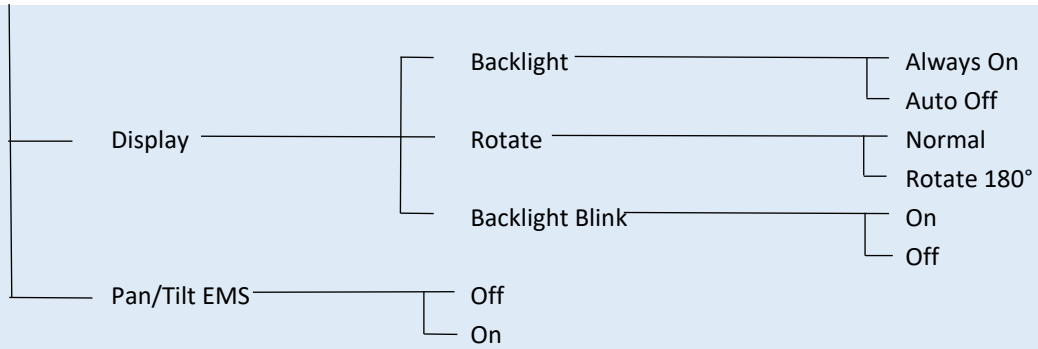 Backlight Always On
Auto Off
Display Rotate Normal
Rotate 180°
Backlight Blink On
Off
Pan/Tilt EMS Off
On